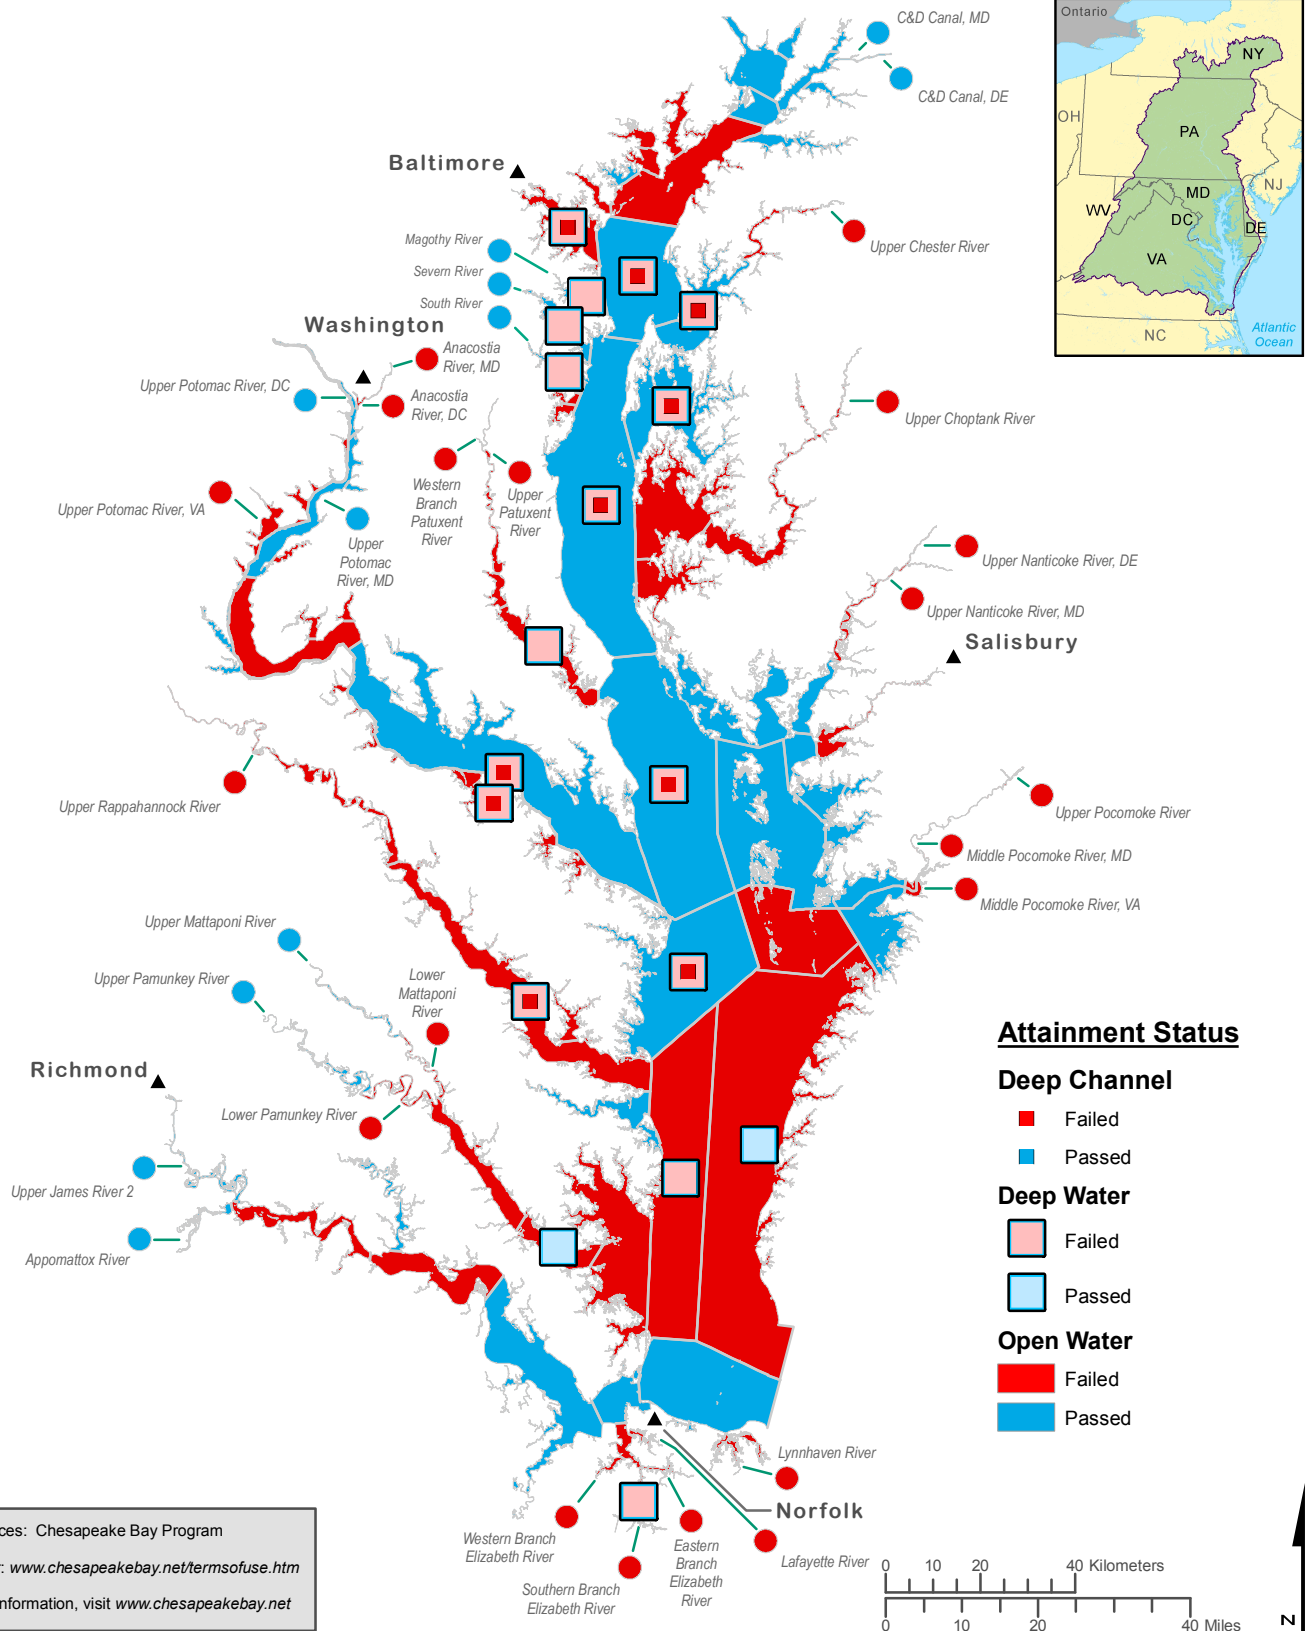 C&D Canal, MD
C&D Canal, DE
Ontario
NY
OH
PA
NJ
MD
WV
DC
DE
VA
NC
Atlantic
Ocean
Baltimore
Magothy River
Severn River
South River
Upper Chester River
Washington
Anacostia
River, MD
Upper Potomac River, DC
Anacostia
River, DC
Upper Choptank River
Western
Branch
Patuxent
River
Upper
Patuxent
River
Upper Potomac River, VA
Upper
Potomac
River, MD
Upper Nanticoke River, DE
Upper Nanticoke River, MD
Salisbury
Upper Rappahannock River
Upper Pocomoke River
Middle Pocomoke River, MD
Middle Pocomoke River, VA
Upper Mattaponi River
Upper Pamunkey River
Lower
Mattaponi
River
Richmond
Lower Pamunkey River
Upper James River 2
Appomattox River
Attainment Status
Deep Channel
Failed
Passed
Deep Water
Failed
Passed
Open Water
Failed
Passed
Lynnhaven River
Norfolk
Lafayette River
Western Branch
Elizabeth River
Southern Branch
Elizabeth River
Eastern
Branch
Elizabeth
River
ces: Chesapeake Bay Program
r: www.chesapeakebay.net/termsofuse.htm
nformation, visit www.chesapeakebay.net
0 10 20 40 Kilometers
0 10 20 40 Miles
N